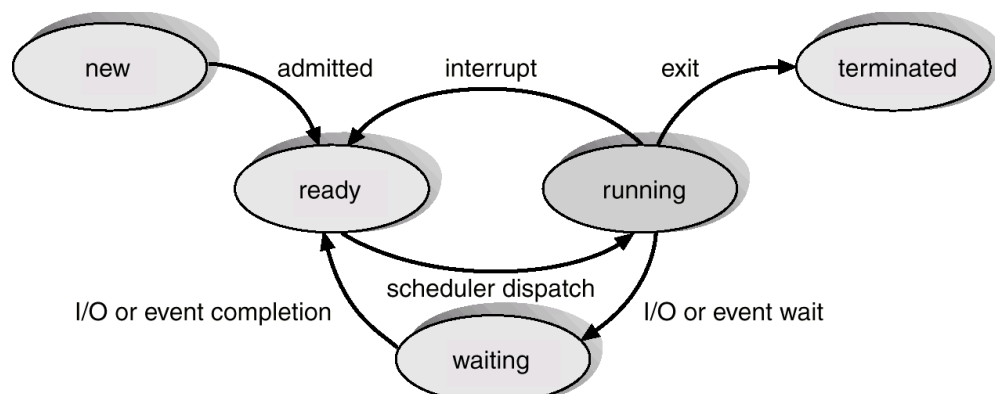 new
admitted
interrupt
exit
terminated
ready
running
scheduler dispatch
I/O or event completion
I/O or event wait
waiting